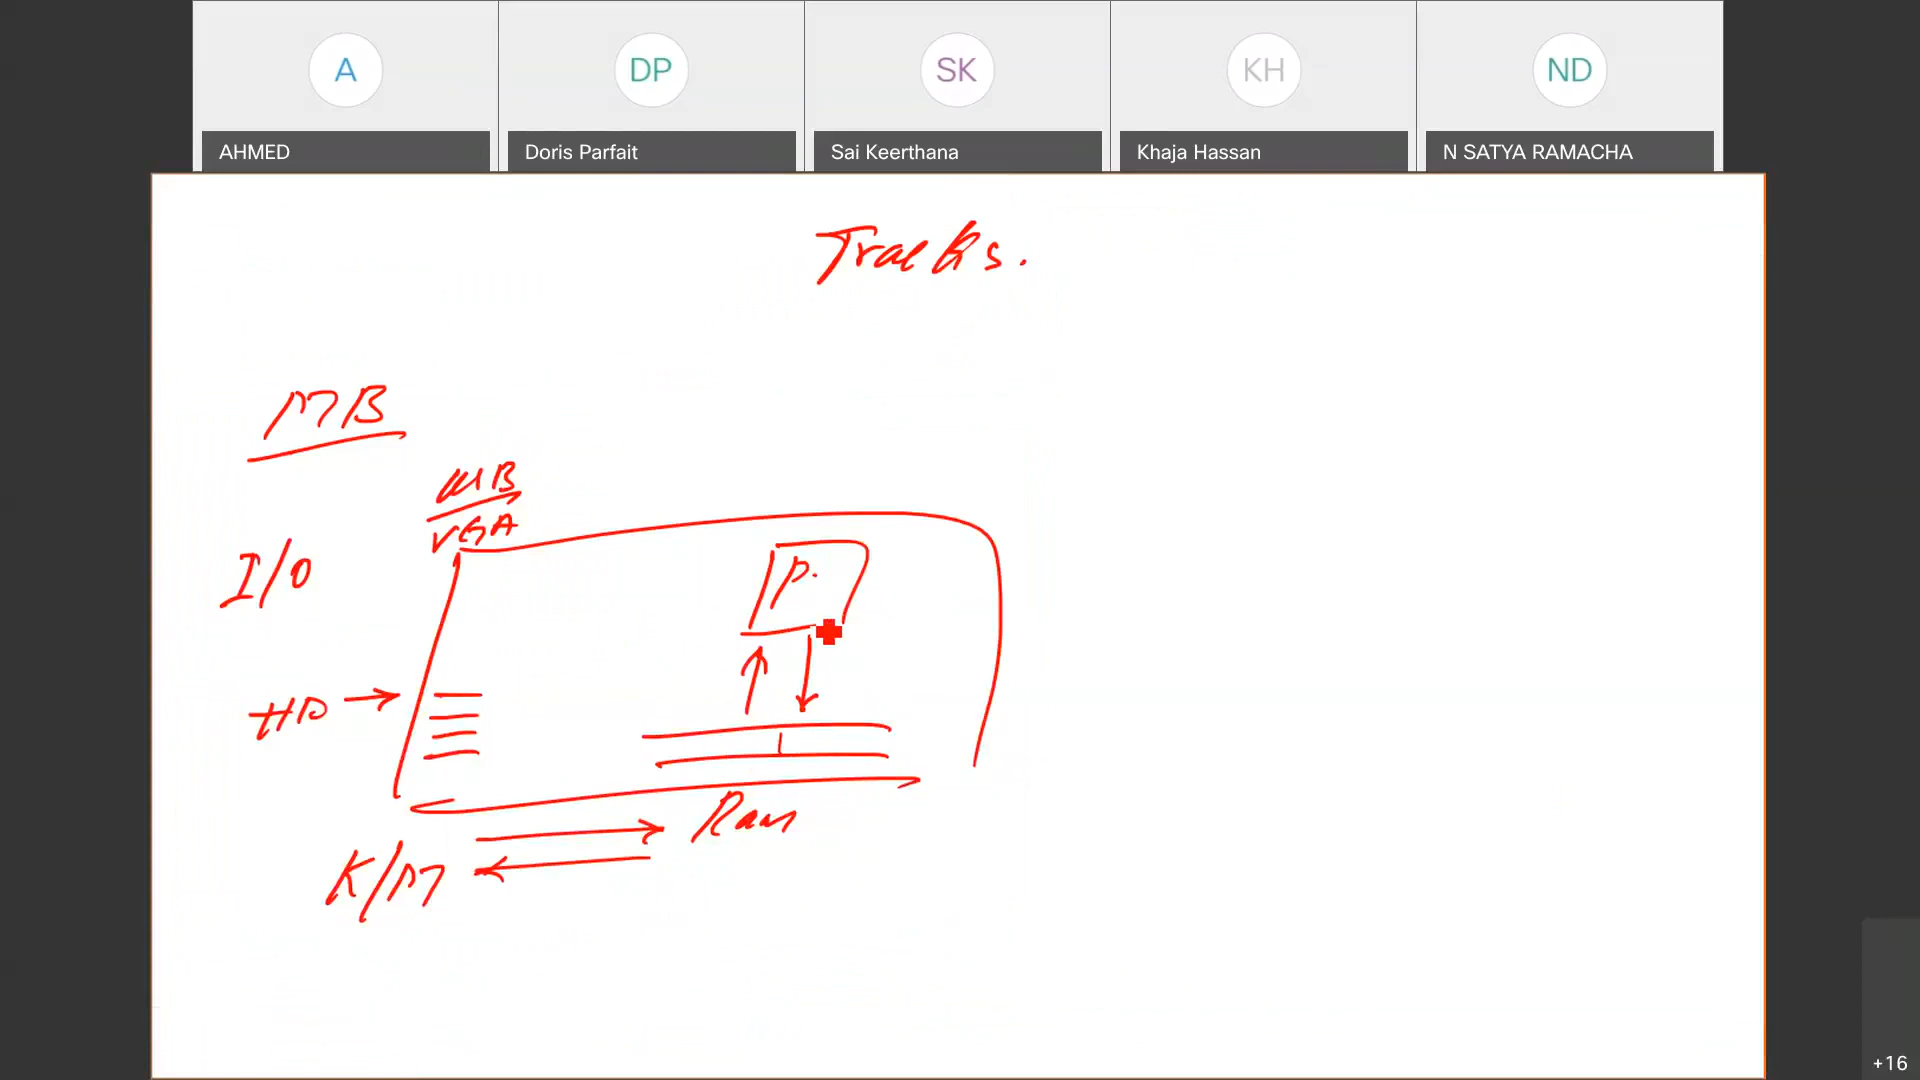 A DP SK KH ND
AHMED Doris Parfait Sai Keerthana Khaja Hassan N SATYA RAMACHA
Tracks.
MB
VGA
I/O
P.
HD
Ram
K/M
+16